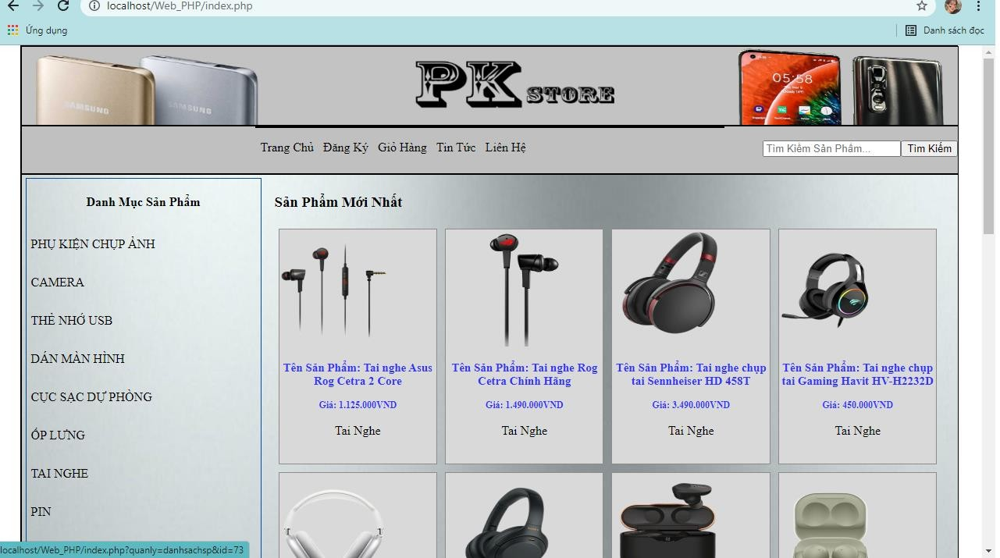 localhost/Web_PHP/index.php
Ứng dụng
Danh sách đọc
SAMSUNG
SAMSUNG
PK STORE
05:58
Trang Chủ Đăng Ký Giỏ Hàng Tin Tức Liên Hệ
Tìm Kiếm Sản Phẩm... Tìm Kiếm
Danh Mục Sản Phẩm
PHỤ KIỆN CHỤP ẢNH
CAMERA
THẺ NHỚ USB
DÁN MÀN HÌNH
CỤC SẠC DỰ PHÒNG
ỐP LƯNG
TAI NGHE
PIN
Sản Phẩm Mới Nhất
Tên Sản Phẩm: Tai nghe Asus
Rog Cetra 2 Core
Giá: 1.125.000VND
Tai Nghe
Tên Sản Phẩm: Tai nghe Rog
Cetra Chính Hãng
Giá: 1.490.000VND
Tai Nghe
Tên Sản Phẩm: Tai nghe chụp
tai Sennheiser HD 458T
Giá: 3.490.000VND
Tai Nghe
Tên Sản Phẩm: Tai nghe chụp
tai Gaming Havit HV-H2232D
Giá: 450.000VND
Tai Nghe
localhost/Web_PHP/index.php?quanly=danhsachsp&id=73